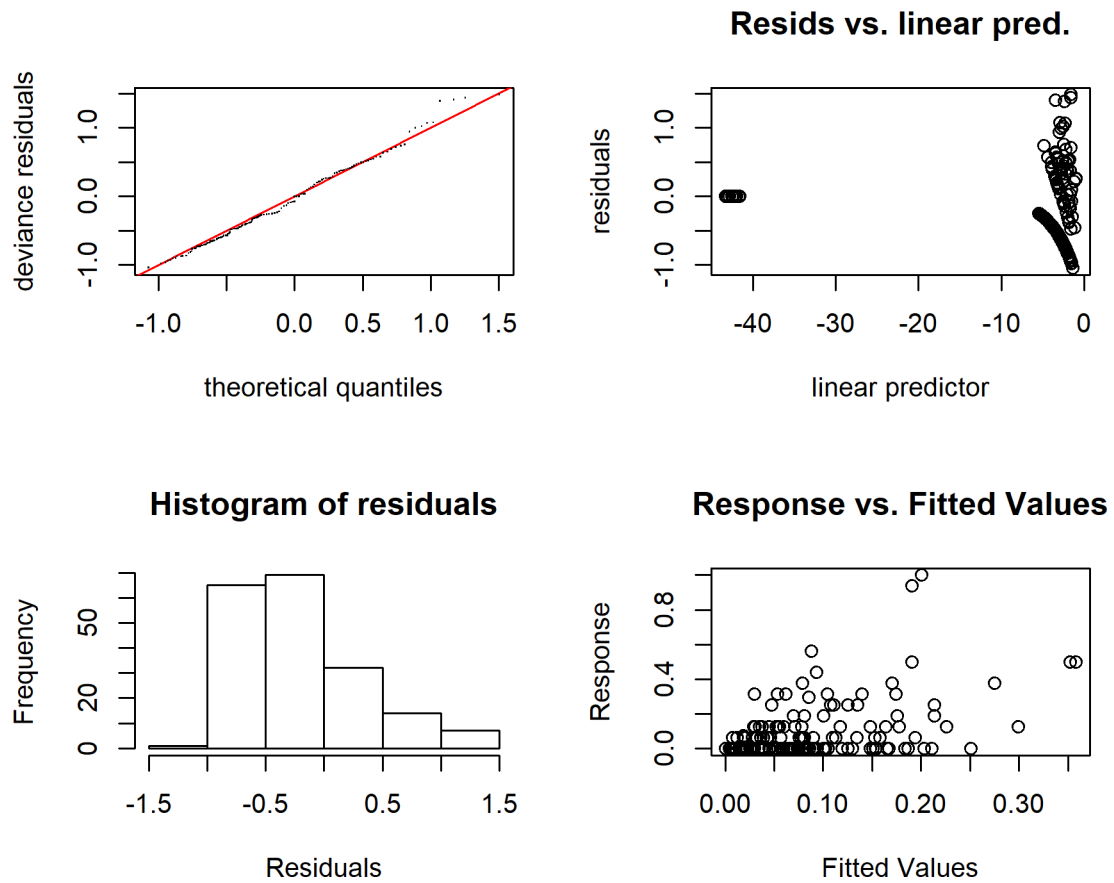 deviance residuals
1.0
0.0
-1.0
-1.0
0.0
0.5
1.0
1.5
theoretical quantiles
Resids vs. linear pred.
residuals
1.0
0.0
-1.0
-40
-30
-20
-10
0
linear predictor
Histogram of residuals
Frequency
50
20
0
-1.5
-0.5
0.5
1.5
Residuals
Response vs. Fitted Values
Response
0.8
0.4
0.0
0.00
0.10
0.20
0.30
Fitted Values